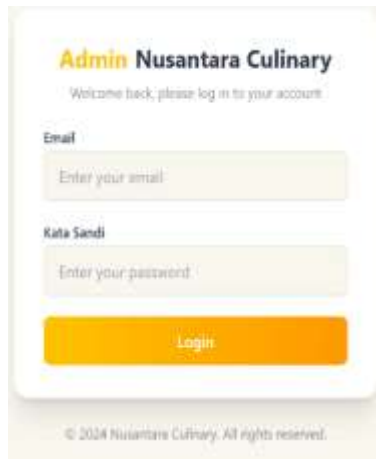 Admin Nusantara Culinary
Welcome back, please log in to your account
Email
Enter your email
Kata Sandi
Enter your password
Login
© 2024 Nusantara Culinary. All rights reserved.